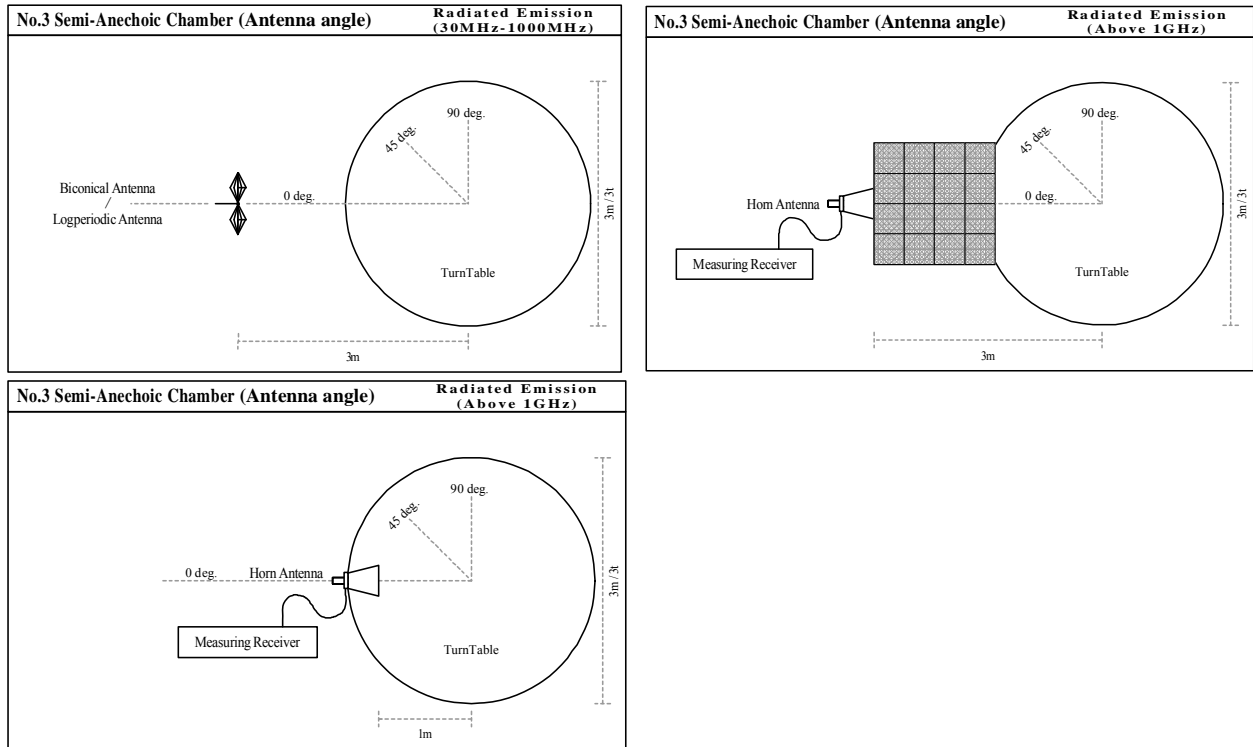 No.3 Semi-Anechoic Chamber (Antenna angle)
Radiated Emission
(30MHz-1000MHz)
90 deg.
45 deg.
Biconical Antenna
0 deg.
Logperiodic Antenna
3m / 3t
TurnTable
3m
No.3 Semi-Anechoic Chamber (Antenna angle)
Radiated Emission
(Above 1GHz)
90 deg.
45 deg.
Horn Antenna
0 deg.
3m / 3t
Measuring Receiver
TurnTable
3m
No.3 Semi-Anechoic Chamber (Antenna angle)
Radiated Emission
(Above 1GHz)
90 deg.
45 deg.
0 deg.
Horn Antenna
3m / 3t
Measuring Receiver
TurnTable
1m